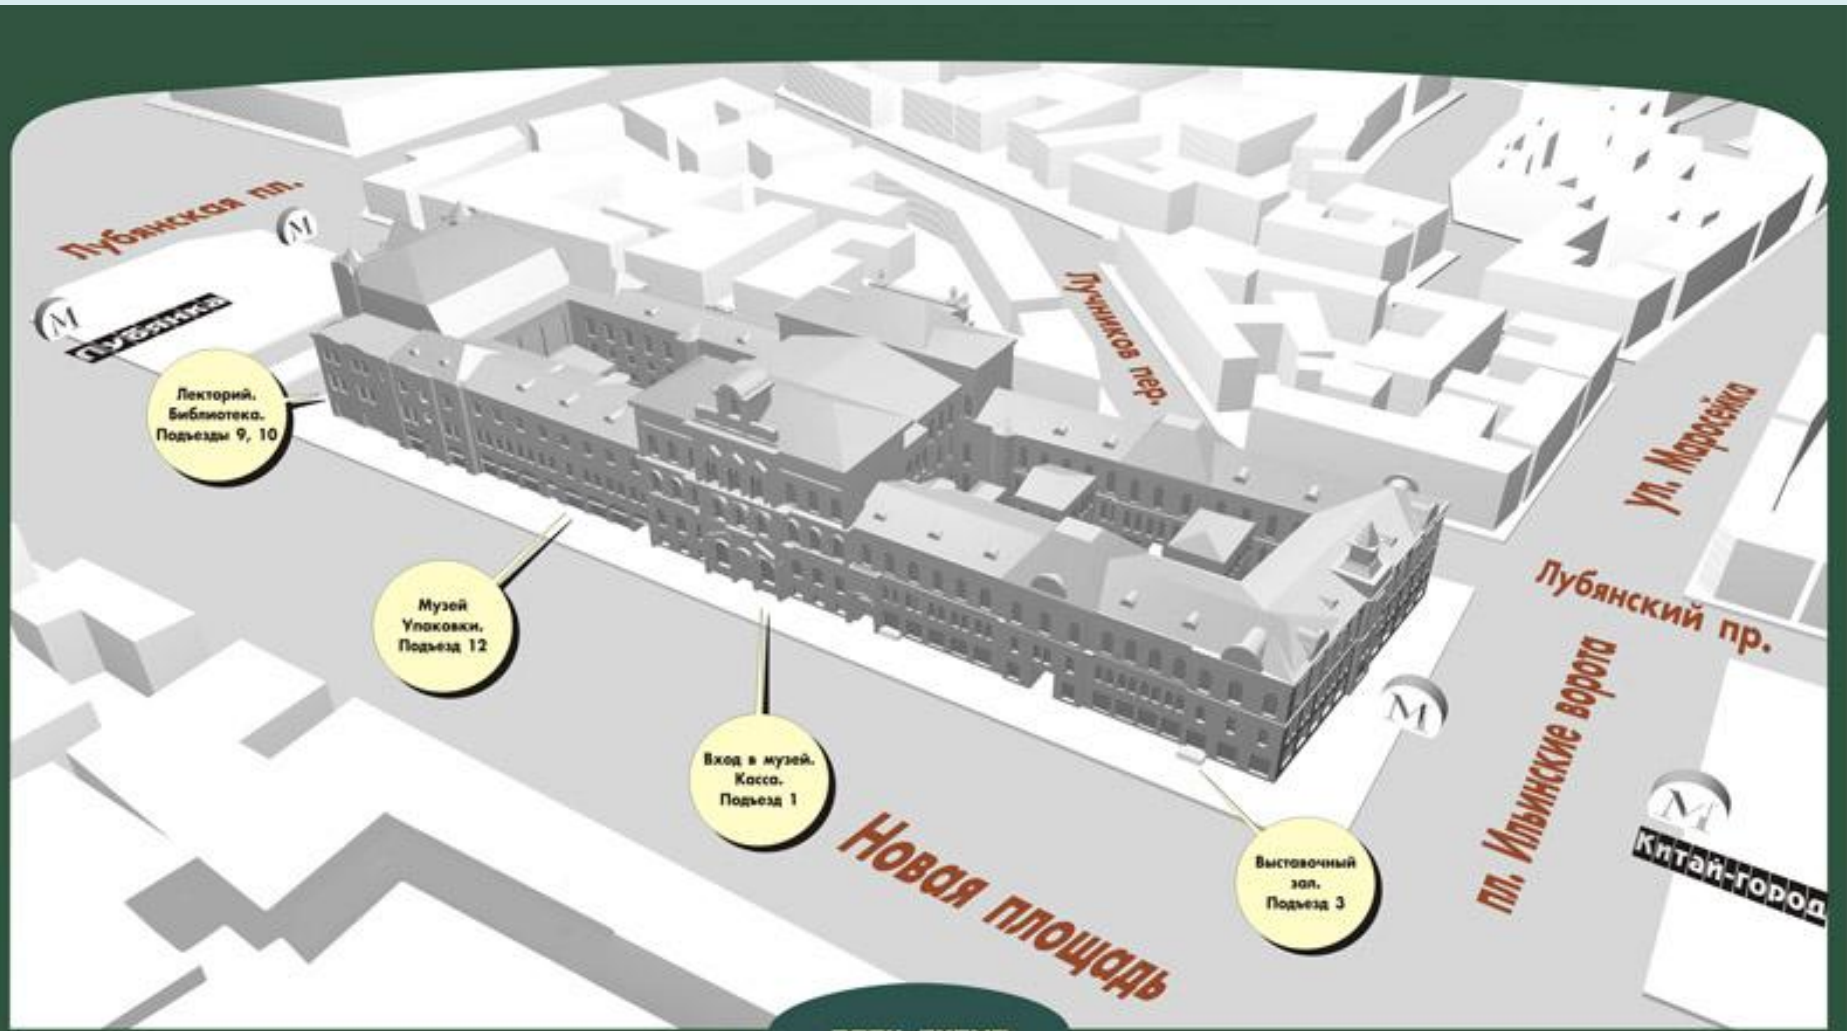 Лубянская пл.
М
М
Лубянка
Лекторий.
Библиотека.
Подъезды 9, 10
Лучников пер.
ул. Маросейка
Музей
Упаковки.
Подъезд 12
Лубянский пр.
пл. Ильинские ворота
М
Вход в музей.
Касса.
Подъезд 1
М
Китай-город
Новая площадь
Выставочный
зал.
Подъезд 3